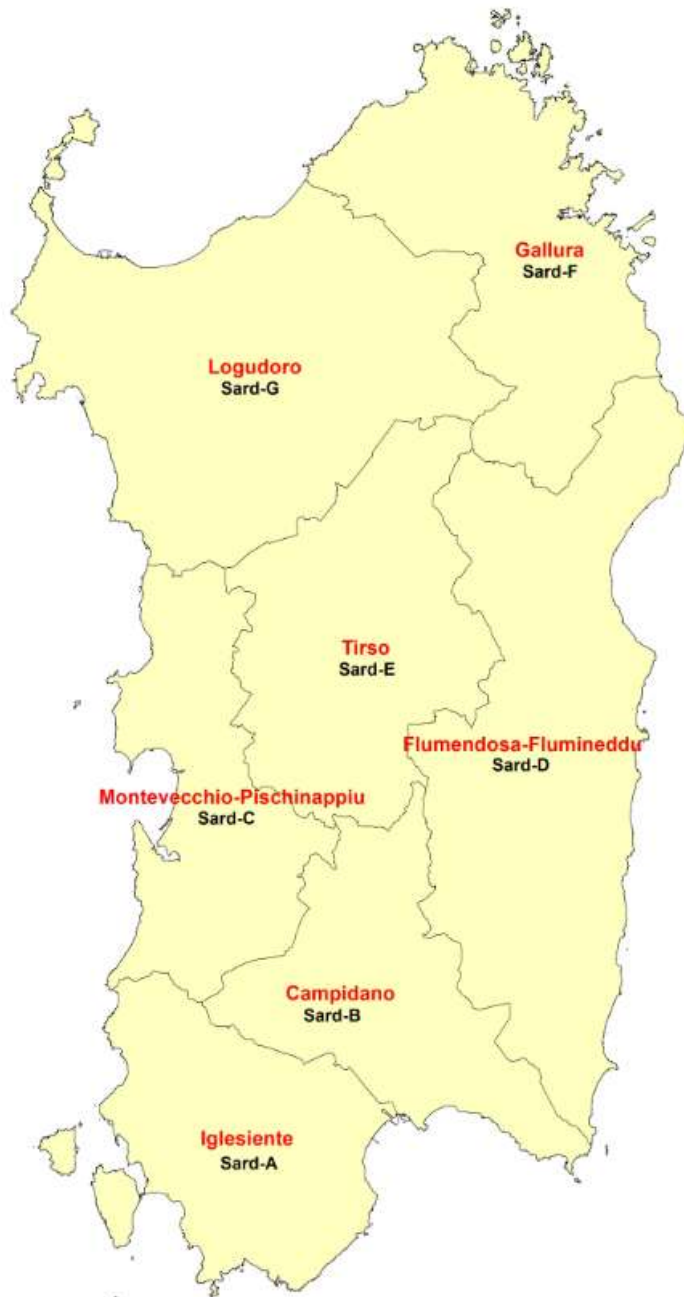 Gallura
Sard-F
Logudoro
Sard-G
Tirso
Sard-E
Flumendosa-Flumineddu
Sard-D
Montevecchio-Pischinappiu
Sard-C
Campidano
Sard-B
Iglesiente
Sard-A